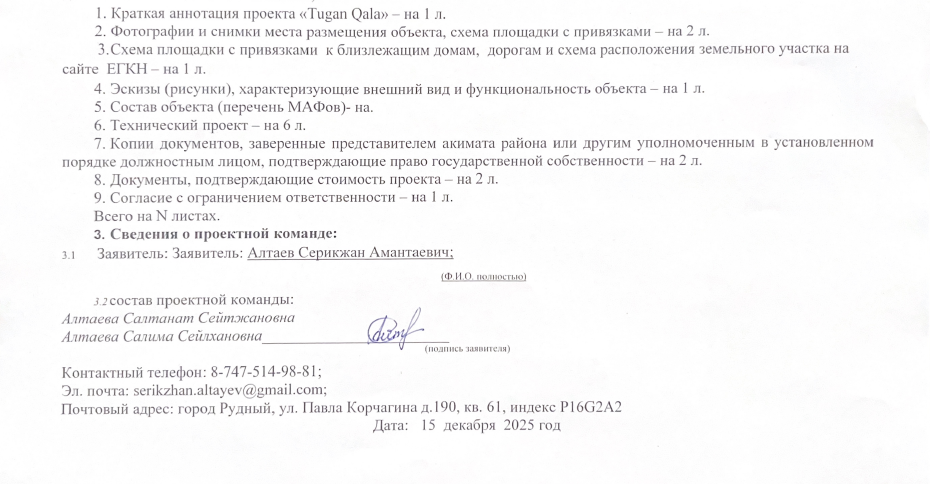 1. Краткая аннотация проекта «Tugan Qala» – на 1 л.
2. Фотографии и снимки места размещения объекта, схема площадки с привязками – на 2 л.
3.Схема площадки с привязками к близлежащим домам, дорогам и схема расположения земельного участка на
сайте ЕГКН – на 1 л.
4. Эскизы (рисунки), характеризующие внешний вид и функциональность объекта – на 1 л.
5. Состав объекта (перечень МАФов)- на.
6. Технический проект – на 6 л.
7. Копии документов, заверенные представителем акимата района или другим уполномоченным в установленном
порядке должностным лицом, подтверждающие право государственной собственности – на 2 л.
8. Документы, подтверждающие стоимость проекта – на 2 л.
9. Согласие с ограничением ответственности – на 1 л.
Всего на N листах.
3. Сведения о проектной команде:
3.1 Заявитель: Заявитель: Алтаев Серикжан Амантаевич;
(Ф.И.О. полностью)
3.2 состав проектной команды:
Алтаева Салтанат Сейтжановна
Алтаева Салима Сейлхановна
(подпись заявителя)
Контактный телефон: 8-747-514-98-81;
Эл. почта: serikzhan.altayev@gmail.com;
Почтовый адрес: город Рудный, ул. Павла Корчагина д.190, кв. 61, индекс P16G2A2
Дата: 15 декабря 2025 год